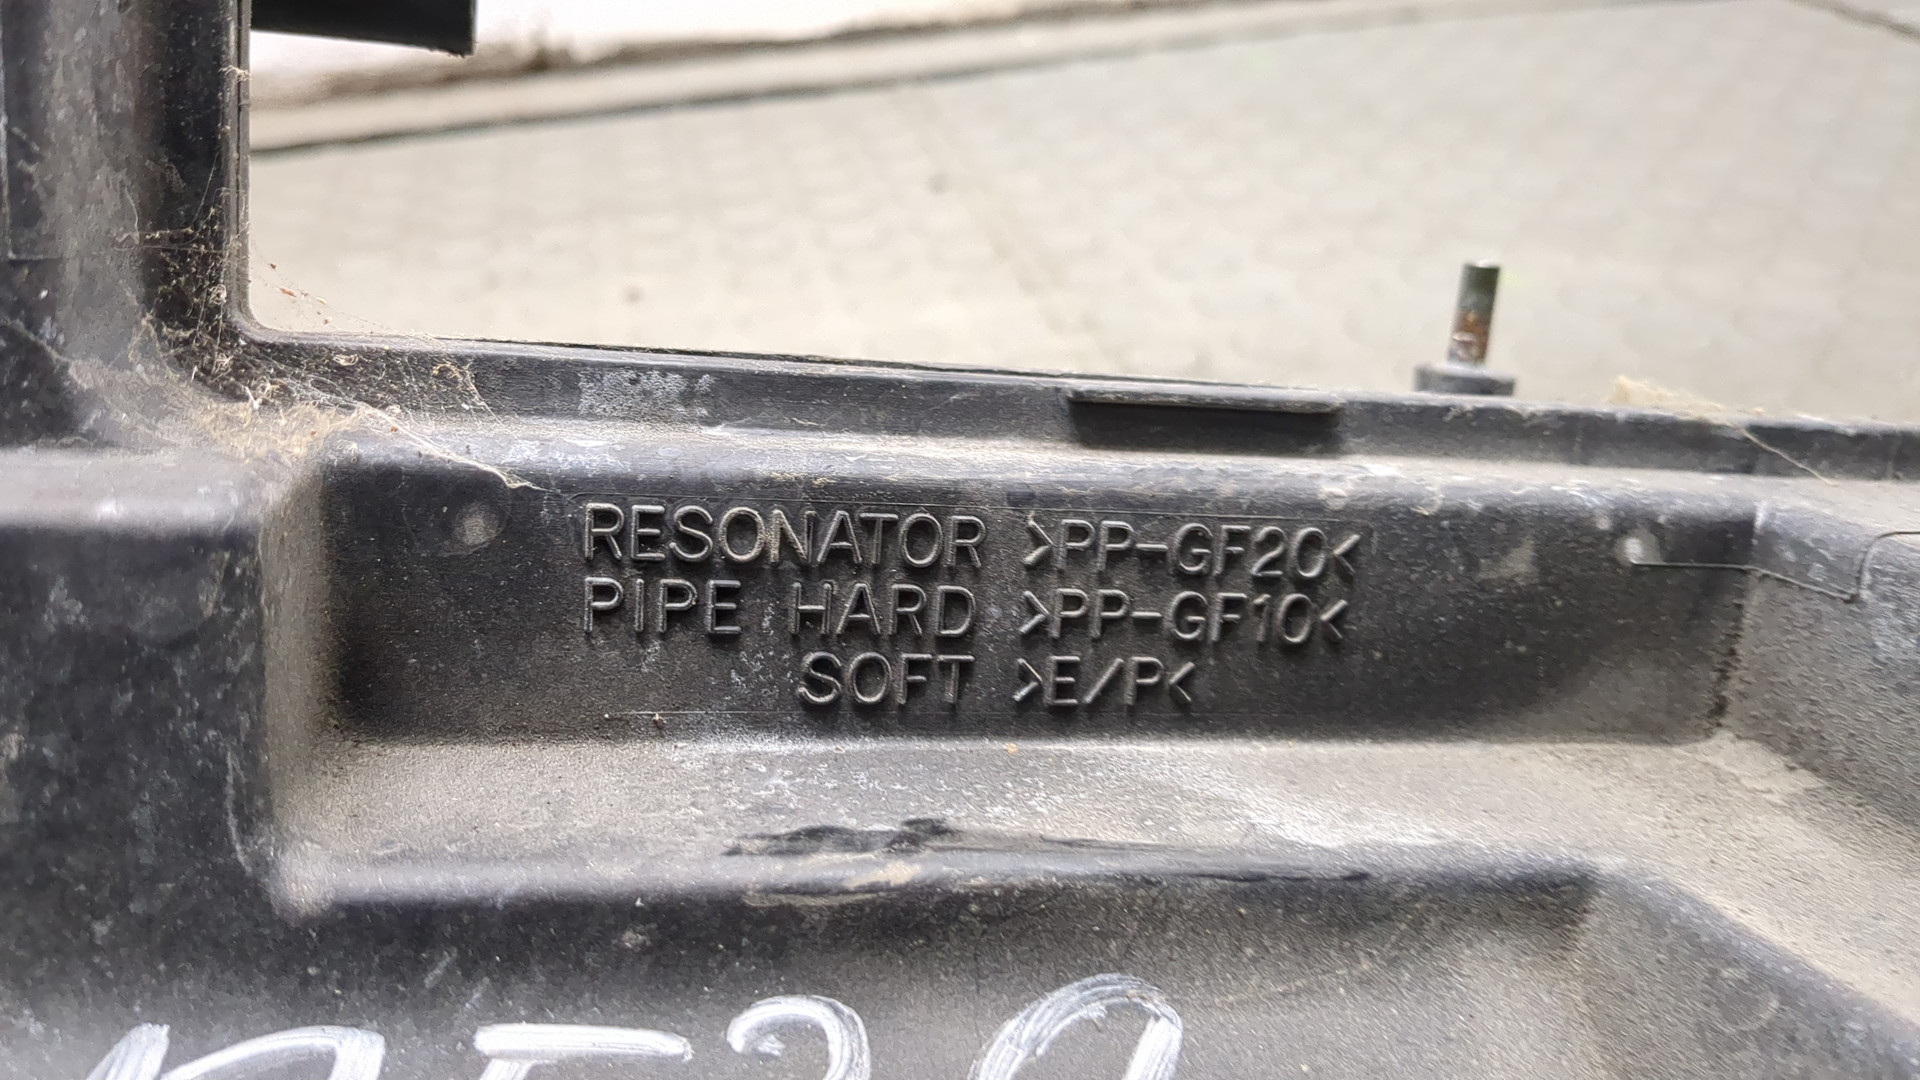 RESONATOR >PP-GF20<
PIPE HARD >PP-GF10<
SOFT >E/P<